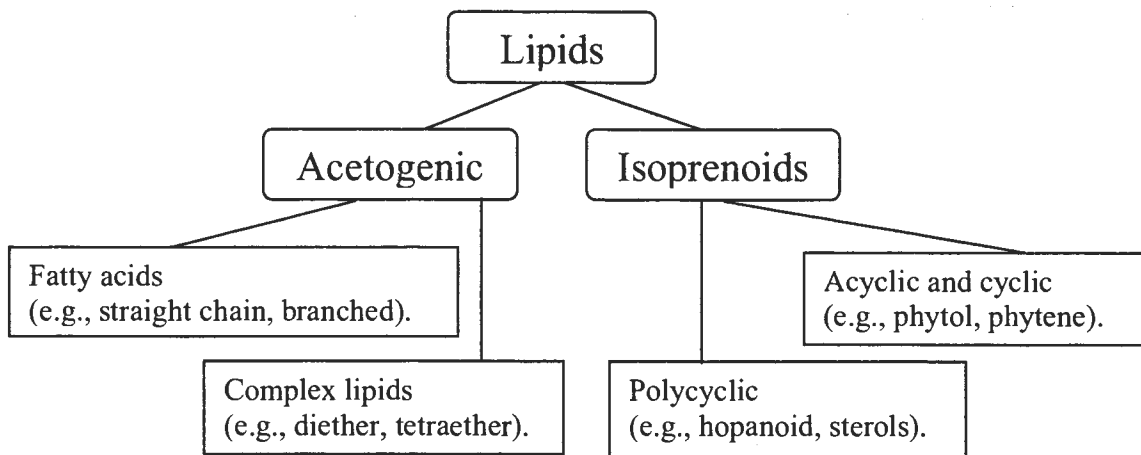 Lipids
Acetogenic
Isoprenoids
Fatty acids
(e.g., straight chain, branched).
Acyclic and cyclic
(e.g., phytol, phytene).
Complex lipids
(e.g., diether, tetraether).
Polycyclic
(e.g., hopanoid, sterols).